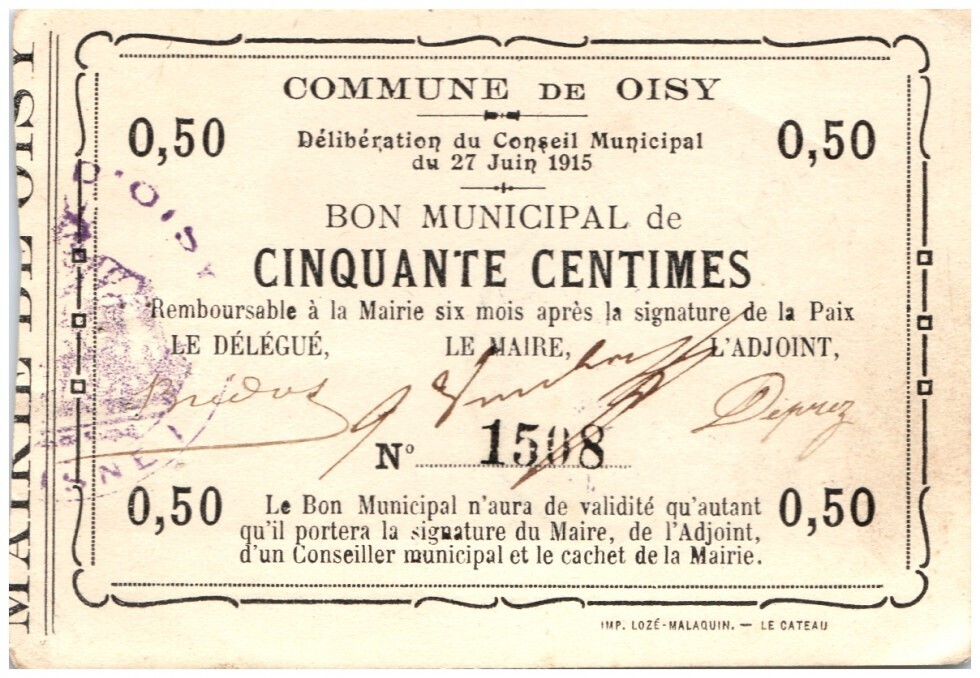 MAIRIE DE OISY
COMMUNE DE OISY
0,50 0,50
Délibération du Conseil Municipal
du 27 Juin 1915
BON MUNICIPAL de
CINQUANTE CENTIMES
Remboursable à la Mairie six mois après la signature de la Paix
LE DÉLÉGUÉ, LE MAIRE, L'ADJOINT,
Deprez
N° 1508
0,50 0,50
Le Bon Municipal n'aura de validité qu'autant
qu'il portera la signature du Maire, de l'Adjoint,
d'un Conseiller municipal et le cachet de la Mairie.
IMP. LOZÉ-MALAQUIN. — LE CATEAU
D'OISY